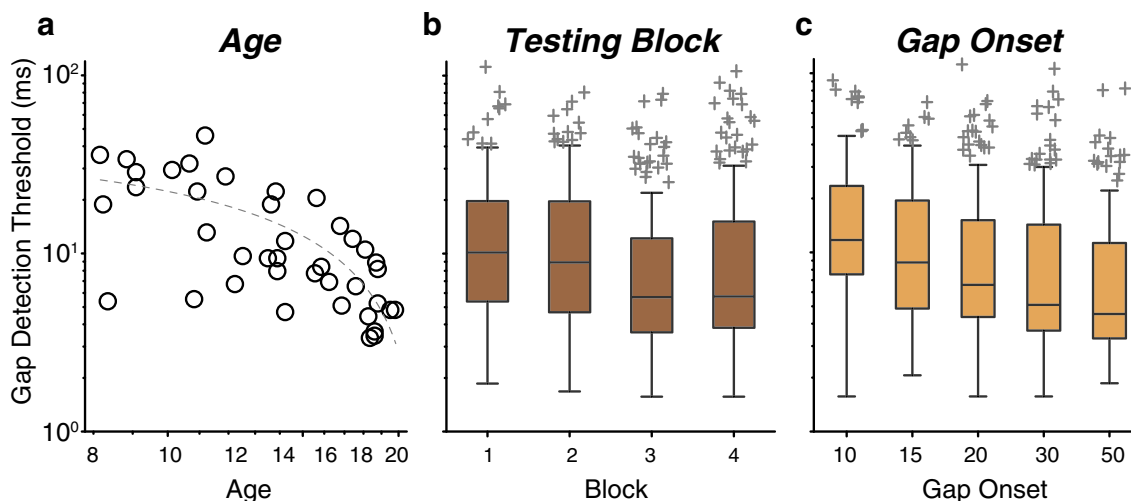 a Age b Testing Block c Gap Onset
Gap Detection Threshold (ms)
10²
10¹
10⁰
8 10 12 14 16 18 20 1 2 3 4 10 15 20 30 50
Age Block Gap Onset